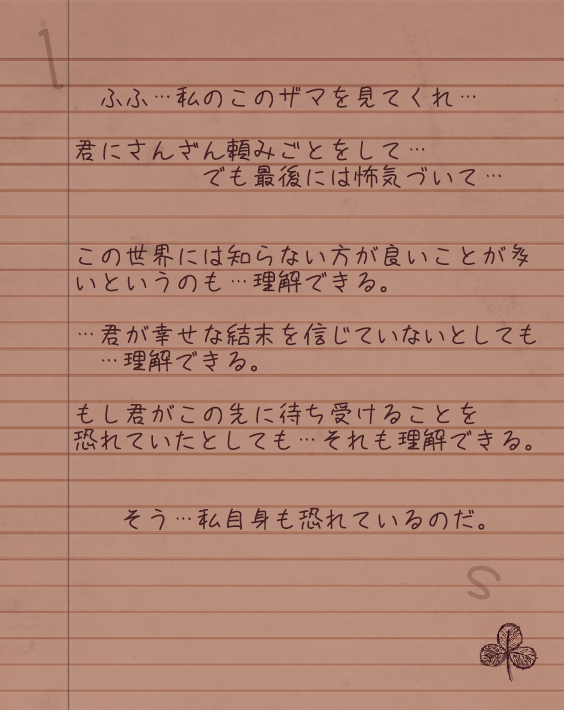 l
ふふ…私のこのザマを見てくれ…
君にさんざん頼みごとをして…
でも最後には怖気づいて…
この世界には知らない方が良いことが多
いというのも…理解できる。
…君が幸せな結末を信じていないとしても
…理解できる。
もし君がこの先に待ち受けることを
恐れていたとしても…それも理解できる。
そう…私自身も恐れているのだ。
s